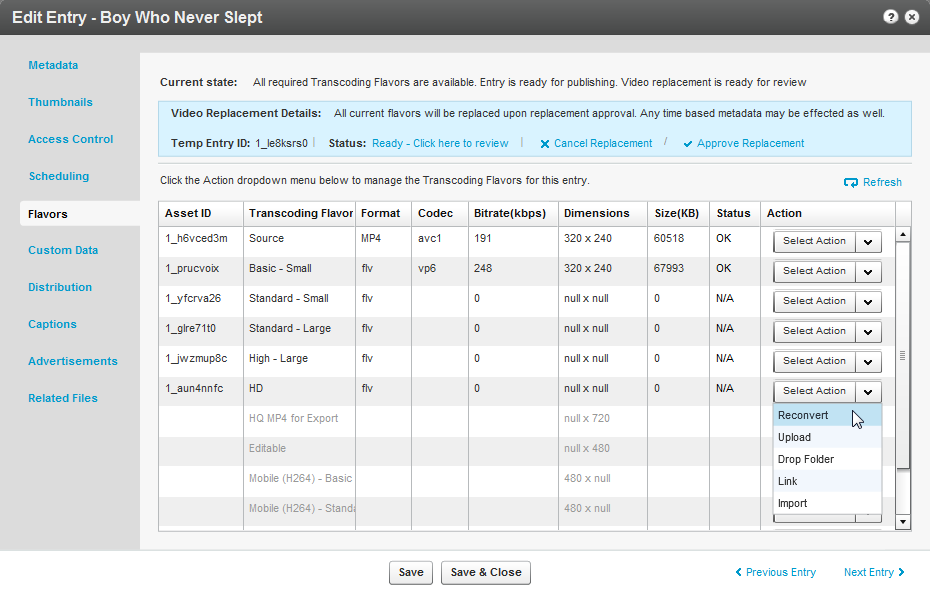 Edit Entry - Boy Who Never Slept
Metadata
Thumbnails
Access Control
Scheduling
Flavors
Custom Data
Distribution
Captions
Advertisements
Related Files
Current state: All required Transcoding Flavors are available. Entry is ready for publishing. Video replacement is ready for review
Video Replacement Details: All current flavors will be replaced upon replacement approval. Any time based metadata may be effected as well.
Temp Entry ID: 1_le8ksrs0 | Status: Ready - Click here to review | Cancel Replacement / Approve Replacement
Click the Action dropdown menu below to manage the Transcoding Flavors for this entry.
Refresh
Asset ID Transcoding Flavor Format Codec Bitrate(kbps) Dimensions Size(KB) Status Action
1_h6vced3m Source MP4 avc1 191 320 x 240 60518 OK Select Action
1_prucvoix Basic - Small flv vp6 248 320 x 240 67993 OK Select Action
1_yfcrva26 Standard - Small flv 0 null x null 0 N/A Select Action
1_glre71t0 Standard - Large flv 0 null x null 0 N/A Select Action
1_jwzmup8c High - Large flv 0 null x null 0 N/A Select Action
1_aun4nnfc HD flv 0 null x null 0 N/A Select Action
HQ MP4 for Export null x 720
Editable null x 480
Mobile (H264) - Basic 480 x null
Mobile (H264) - Standa 480 x null
Reconvert
Upload
Drop Folder
Link
Import
Save
Save & Close
Previous Entry
Next Entry